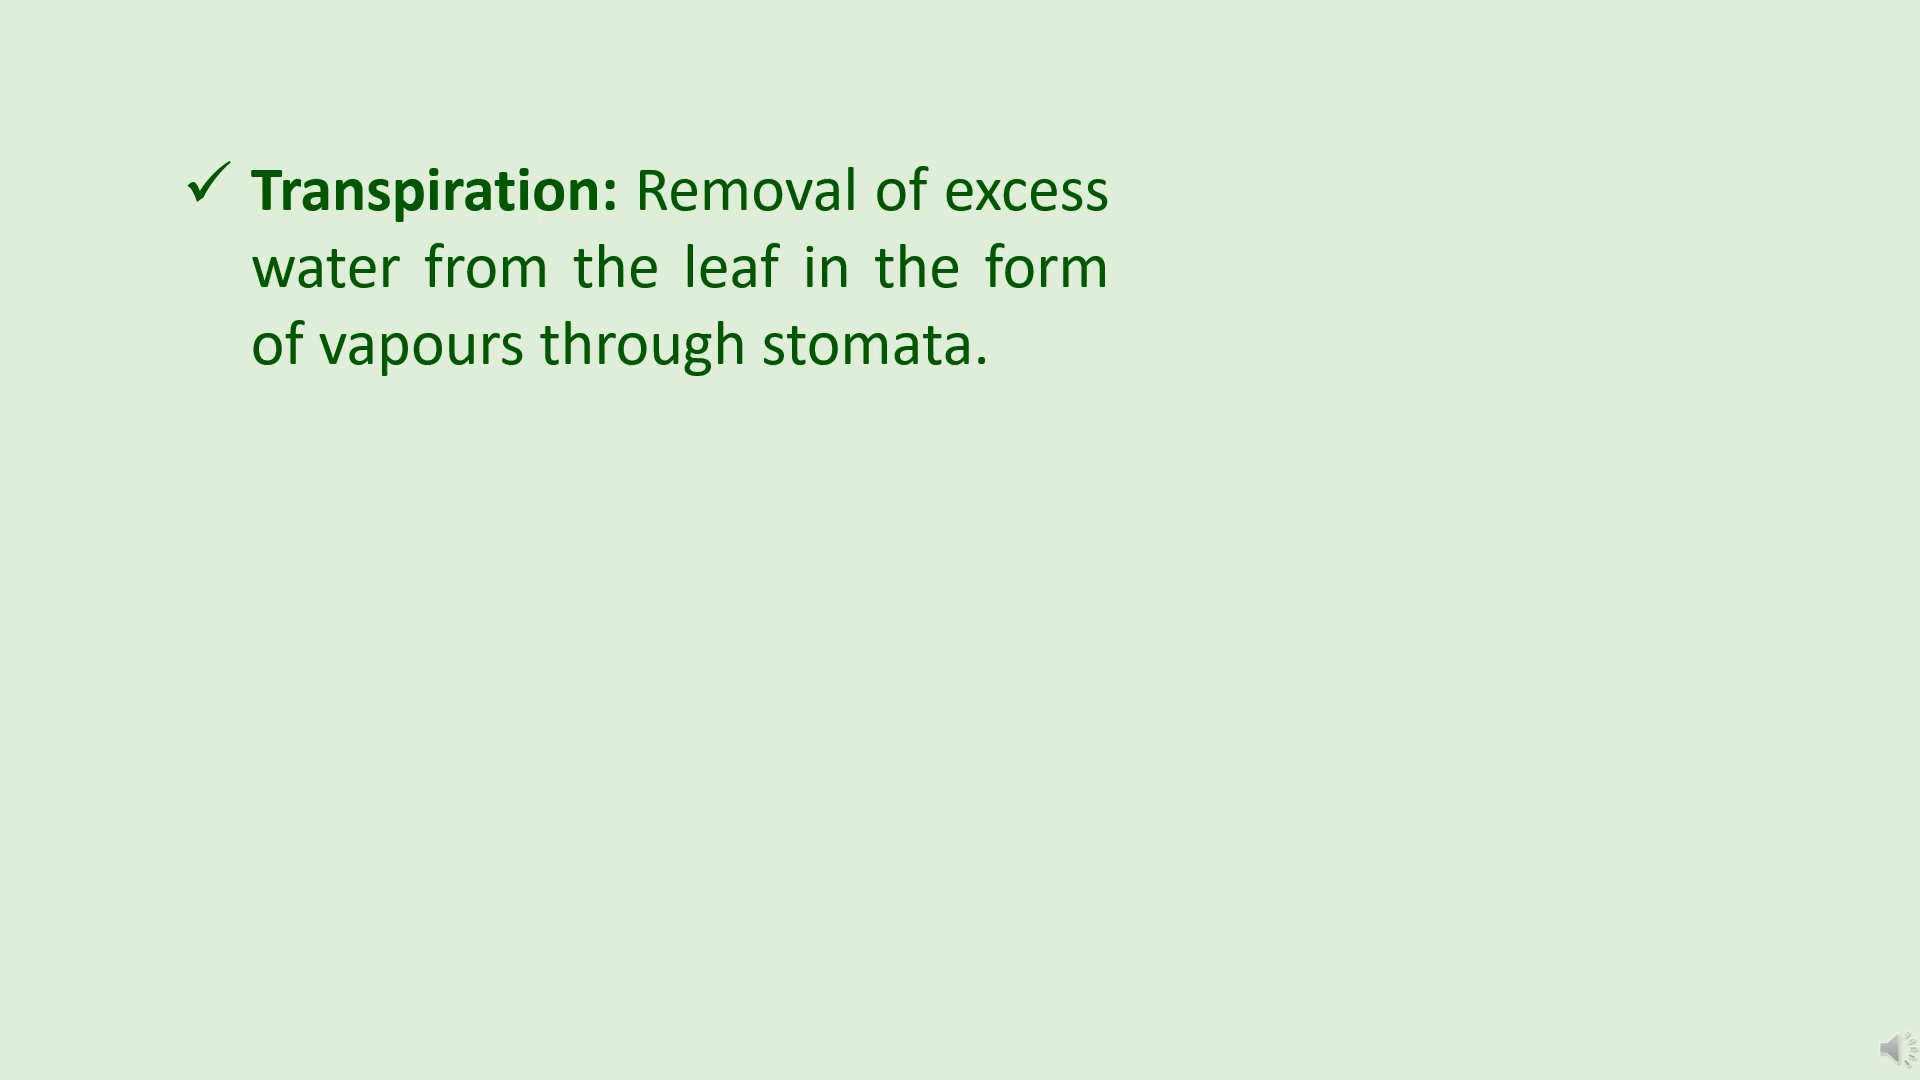 ✓ Transpiration: Removal of excess
water from the leaf in the form
of vapours through stomata.